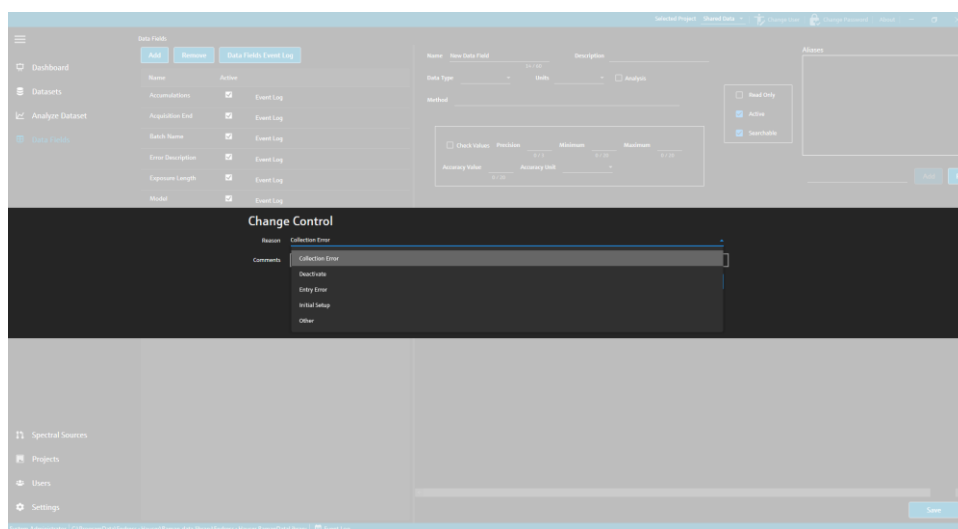 Selected Project Shared Data Change Icon Change Password About
Data Fields
Add Remove Data Fields Event Log
Name Active
Accumulations Event Log
Acquisition End Event Log
Batch Name Event Log
Error Description Event Log
Exposure Length Event Log
Model Event Log
Dashboard
Datasets
Analyze Dataset
Data Fields
Name New Data Field Description
Data Type Units Analysis
Method
Check Values Precision Minimum Maximum
Accuracy Value Accuracy Unit
Read Only
Active
Searchable
Aliases
Add
Change Control
Reason Collection Error
Comments
Collection Error
Deactivate
Entry Error
Initial Setup
Other
Spectral Sources
Projects
Users
Settings
Save